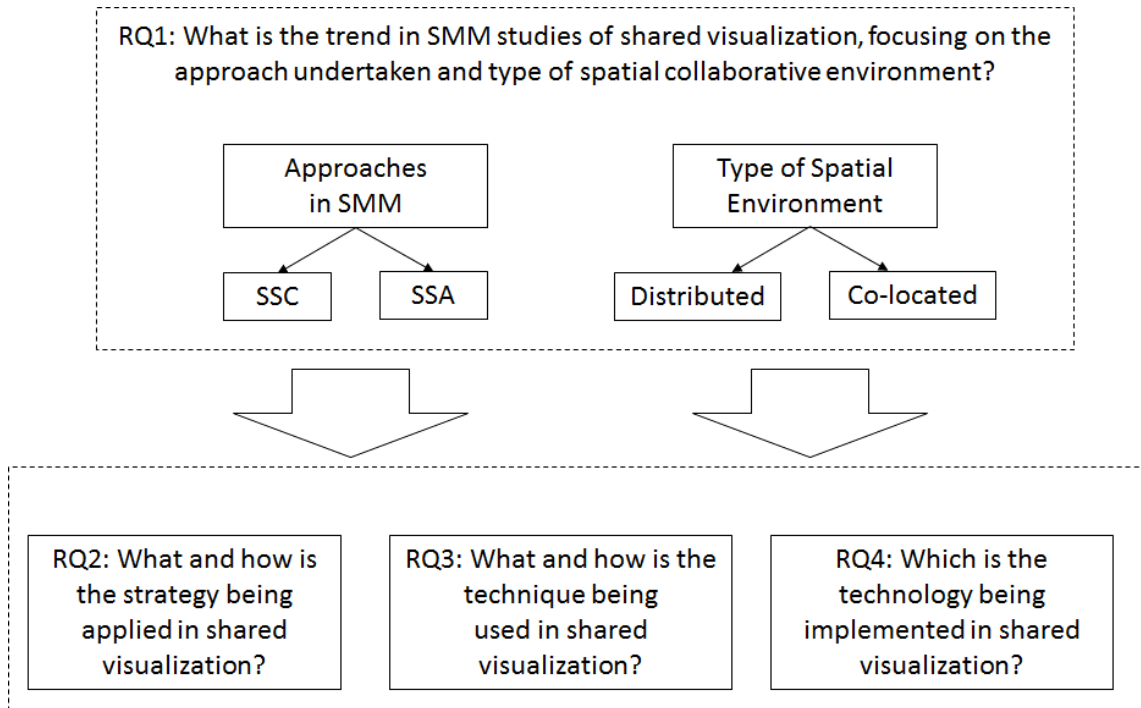 RQ1: What is the trend in SMM studies of shared visualization, focusing on the
approach undertaken and type of spatial collaborative environment?
Approaches
in SMM
Type of Spatial
Environment
SSC
SSA
Distributed
Co-located
RQ2: What and how is
the strategy being
applied in shared
visualization?
RQ3: What and how is the
technique being
used in shared
visualization?
RQ4: Which is the
technology being
implemented in shared
visualization?